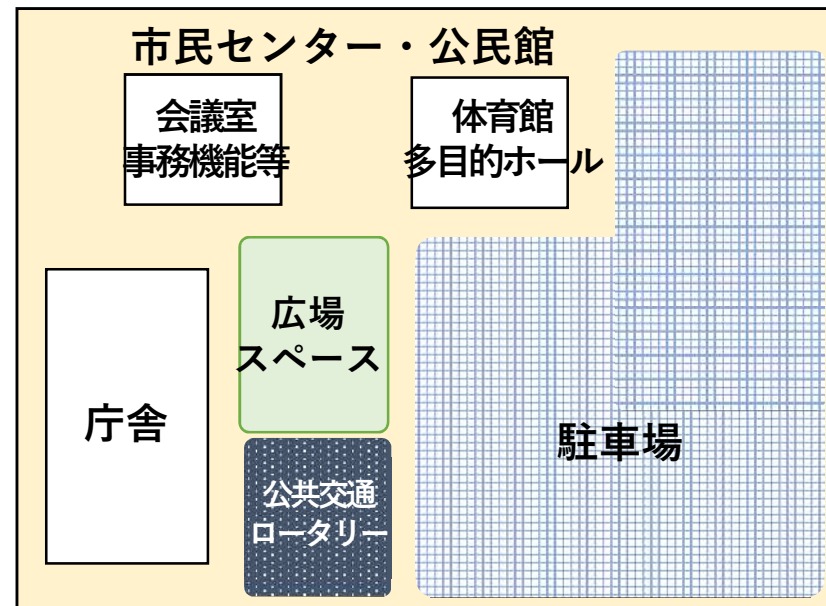 市民センター・公民館
会議室
事務機能等
体育館
多目的ホール
広場
スペース
庁舎
駐車場
公共交通
ロータリー